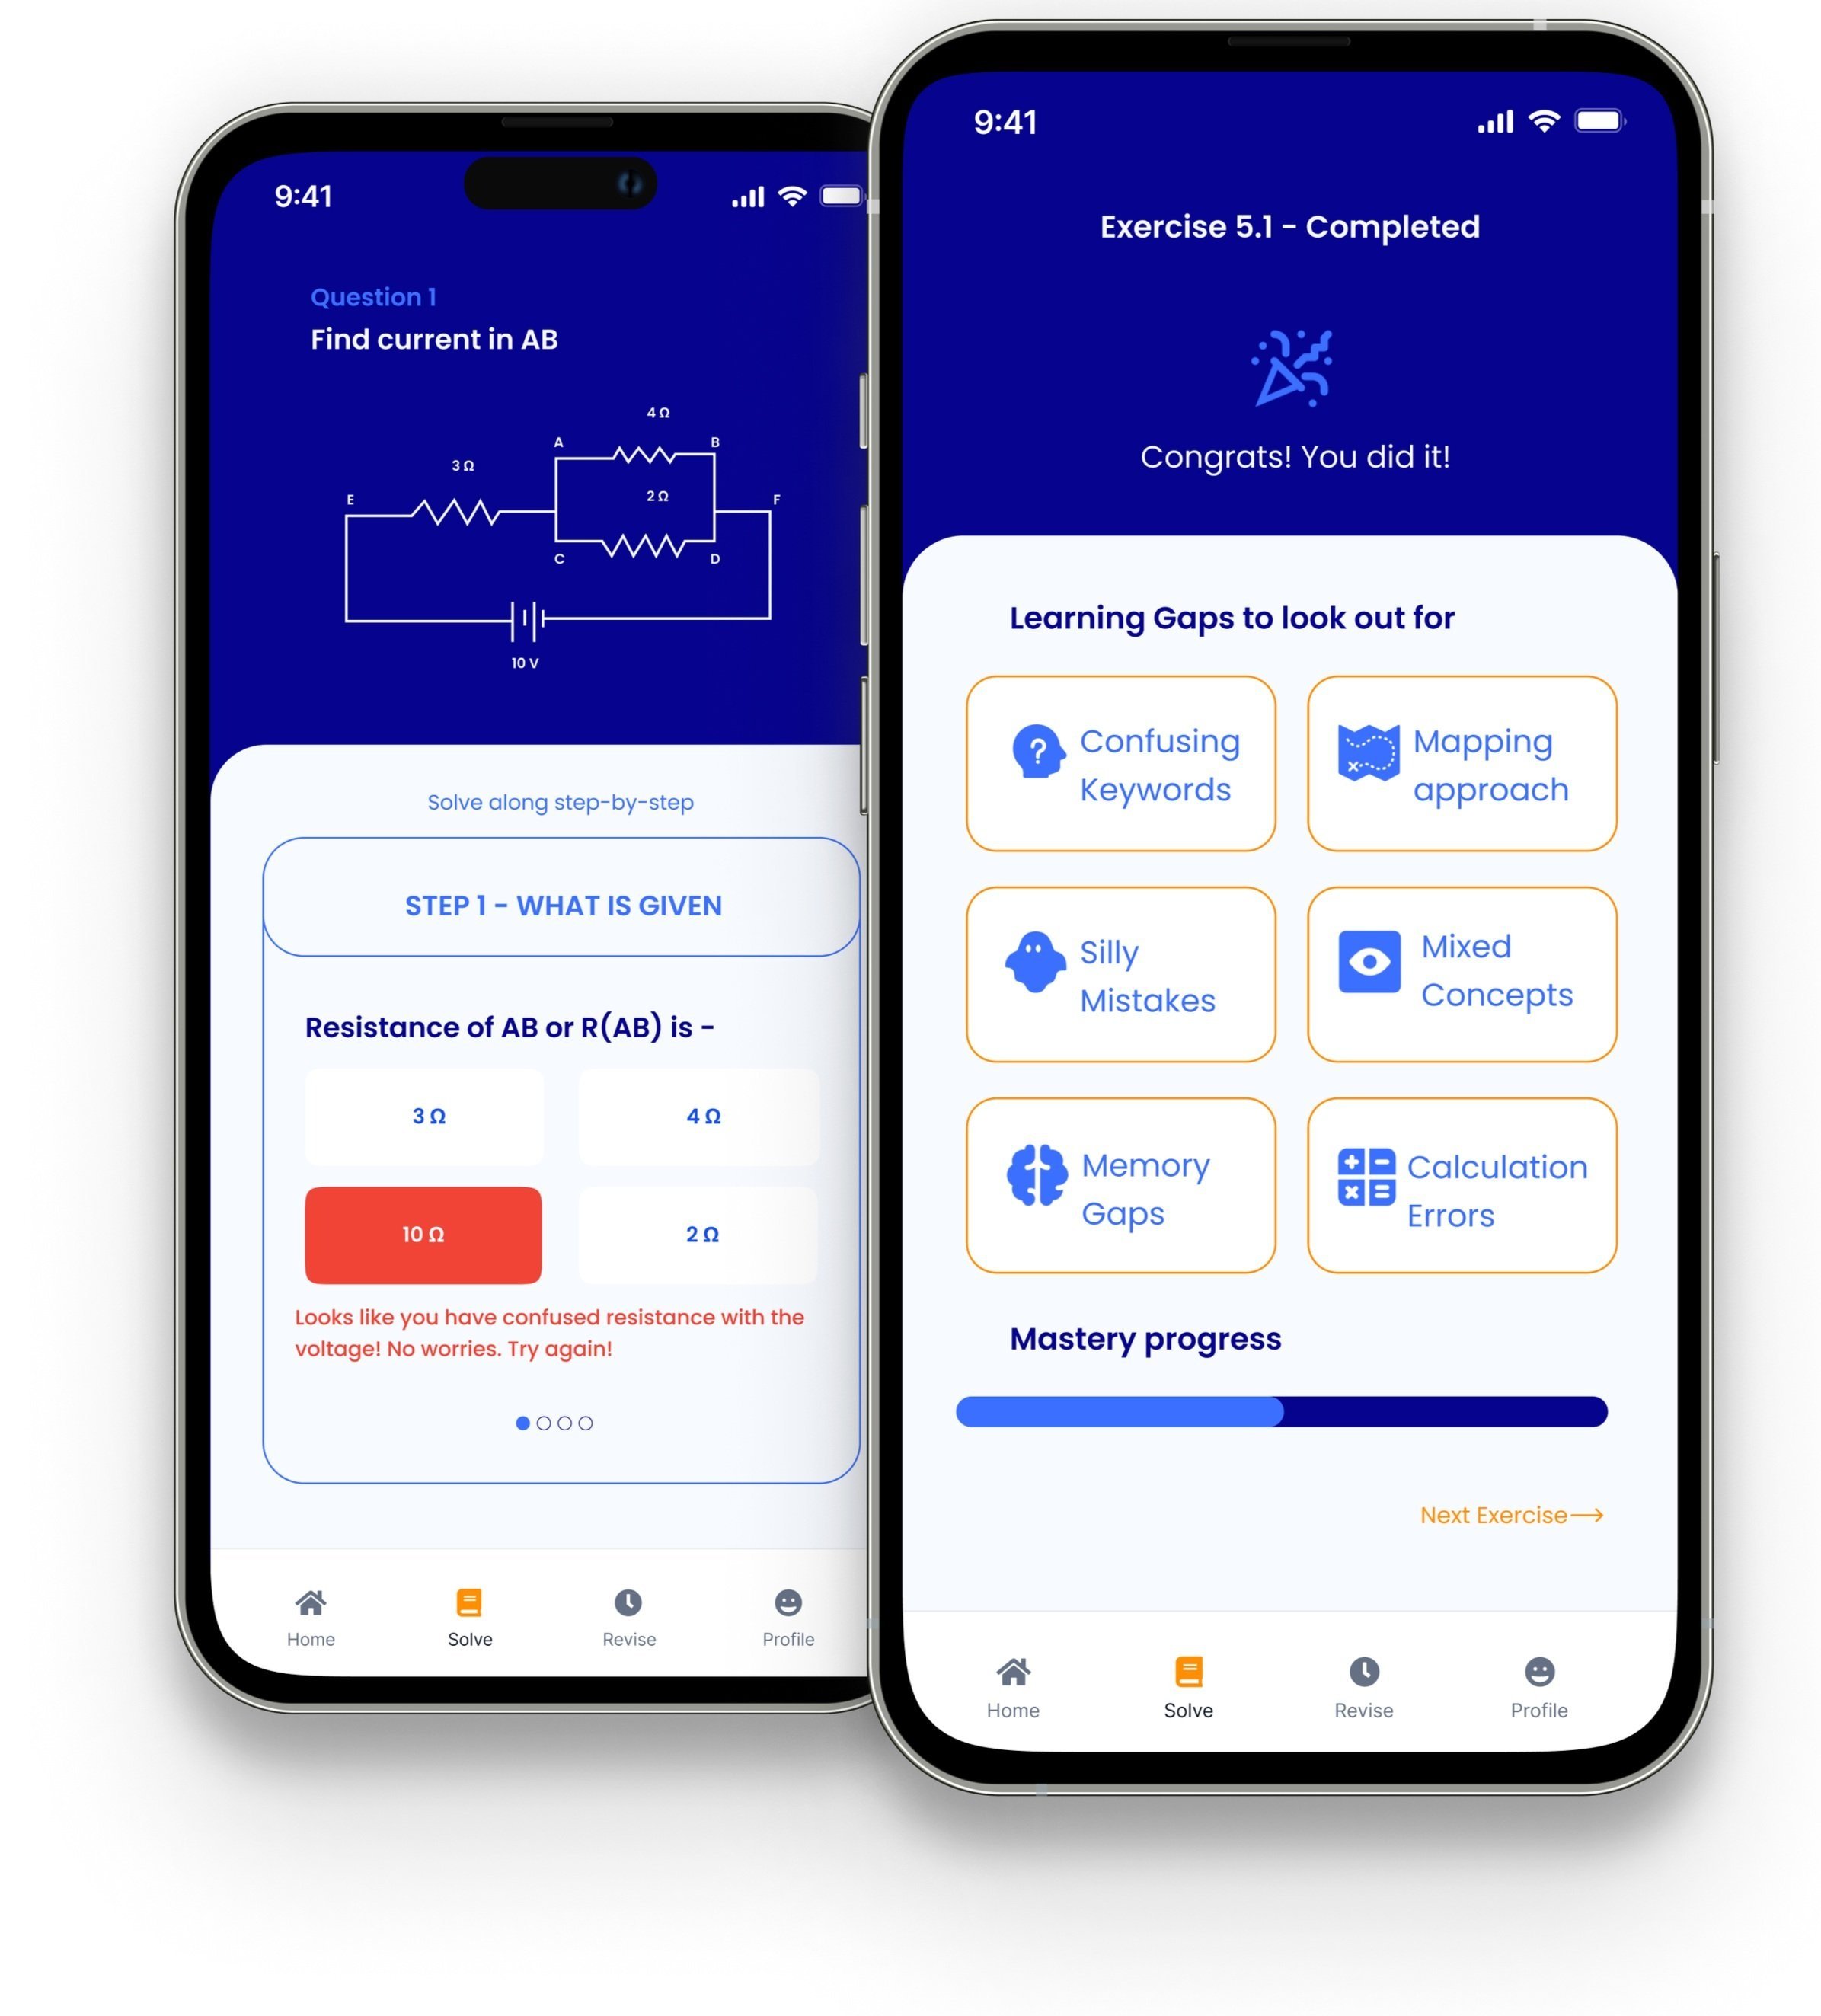 9:41
Question 1
Find current in AB
4 Ω
A
B
3 Ω
2 Ω
E
F
C
D
10 V
Solve along step-by-step
STEP 1 - WHAT IS GIVEN
Resistance of AB or R(AB) is -
3 Ω
4 Ω
10 Ω
2 Ω
Looks like you have confused resistance with the
voltage! No worries. Try again!
Home
Solve
Revise
Profile
9:41
Exercise 5.1 - Completed
Congrats! You did it!
Learning Gaps to look out for
Confusing
Keywords
Mapping
approach
Silly
Mistakes
Mixed
Concepts
Memory
Gaps
Calculation
Errors
Mastery progress
Next Exercise
Home
Solve
Revise
Profile